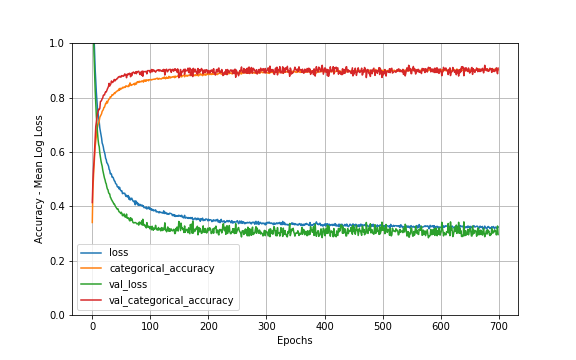 1.0
0.8
0.6
0.4
0.2
0.0
Accuracy - Mean Log Loss
loss
categorical_accuracy
val_loss
val_categorical_accuracy
0 100 200 300 400 500 600 700
Epochs